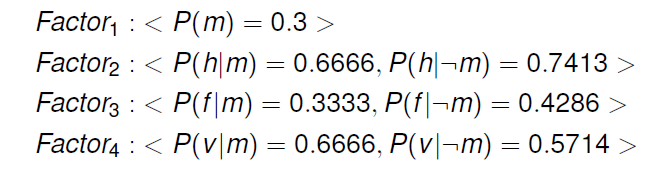 Factor₁ : < P(m) = 0.3 >
Factor₂ : < P(h|m) = 0.6666, P(h|¬m) = 0.7413 >
Factor₃ : < P(f|m) = 0.3333, P(f|¬m) = 0.4286 >
Factor₄ : < P(v|m) = 0.6666, P(v|¬m) = 0.5714 >